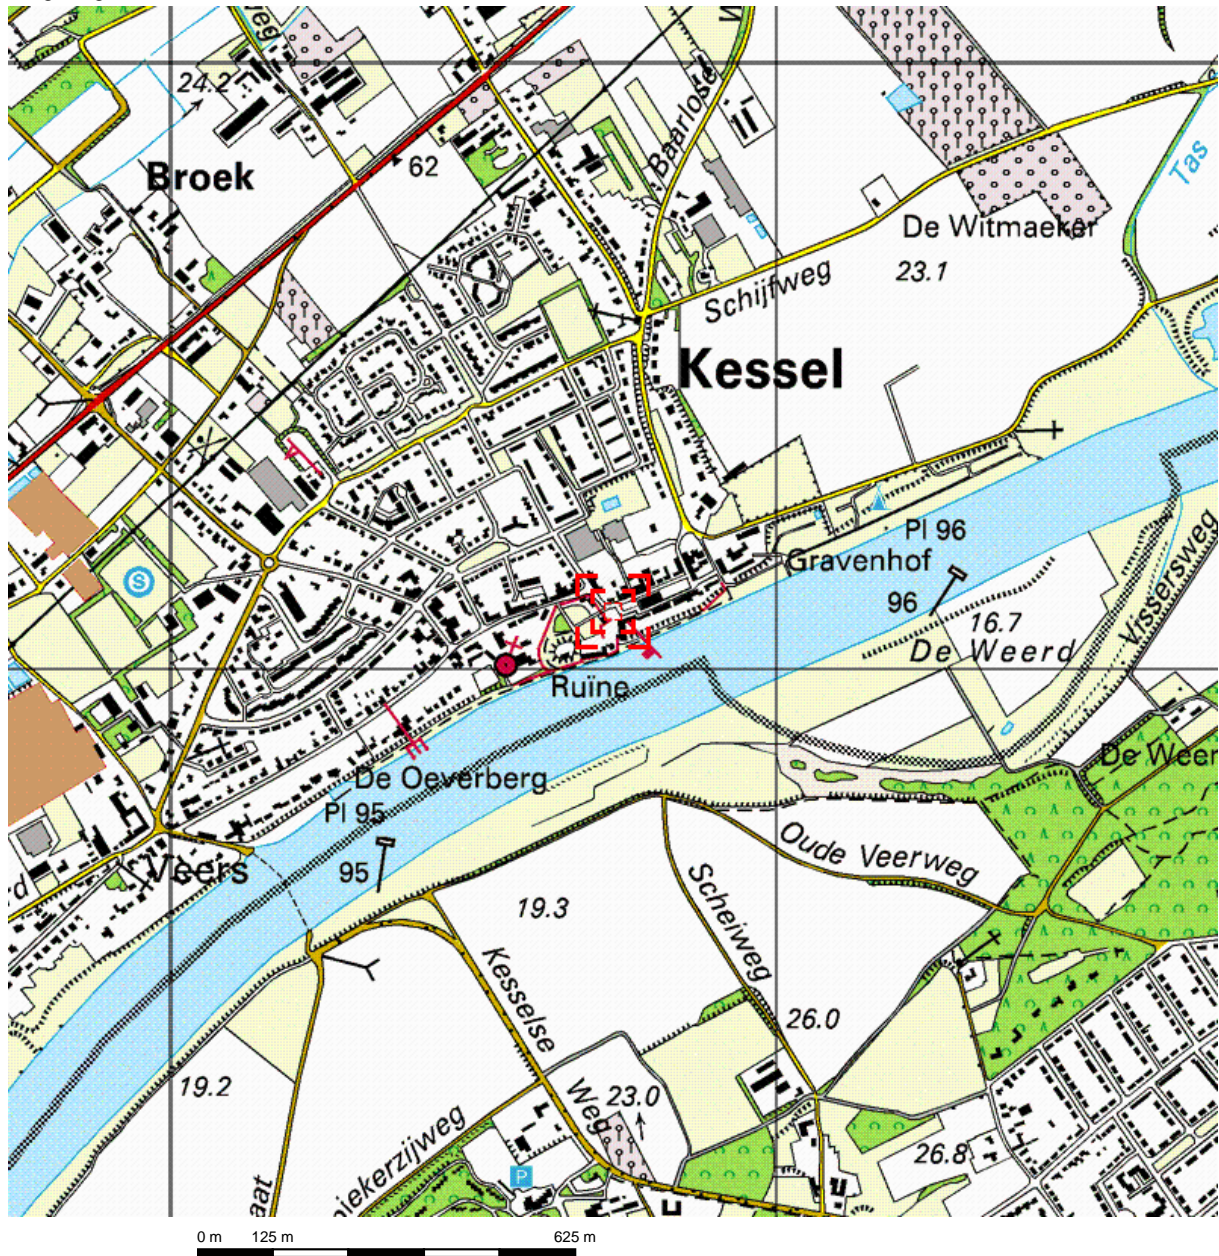 24.2
62
Broek
Baarlose
Tas
De Witmaeker
23.1
Schijfweg
Kessel
S
Pl 96
Gravenhof
96
16.7
De Weerd
Vissersweg
Ruïne
De Oeverberg
Pl 95
95
Veers
De Weer
Oude Veerweg
19.3
Scheiweg
Kesselse
Weg
26.0
19.2
23.0
26.8
P
iekerzijweg
aat
0 m 125 m 625 m